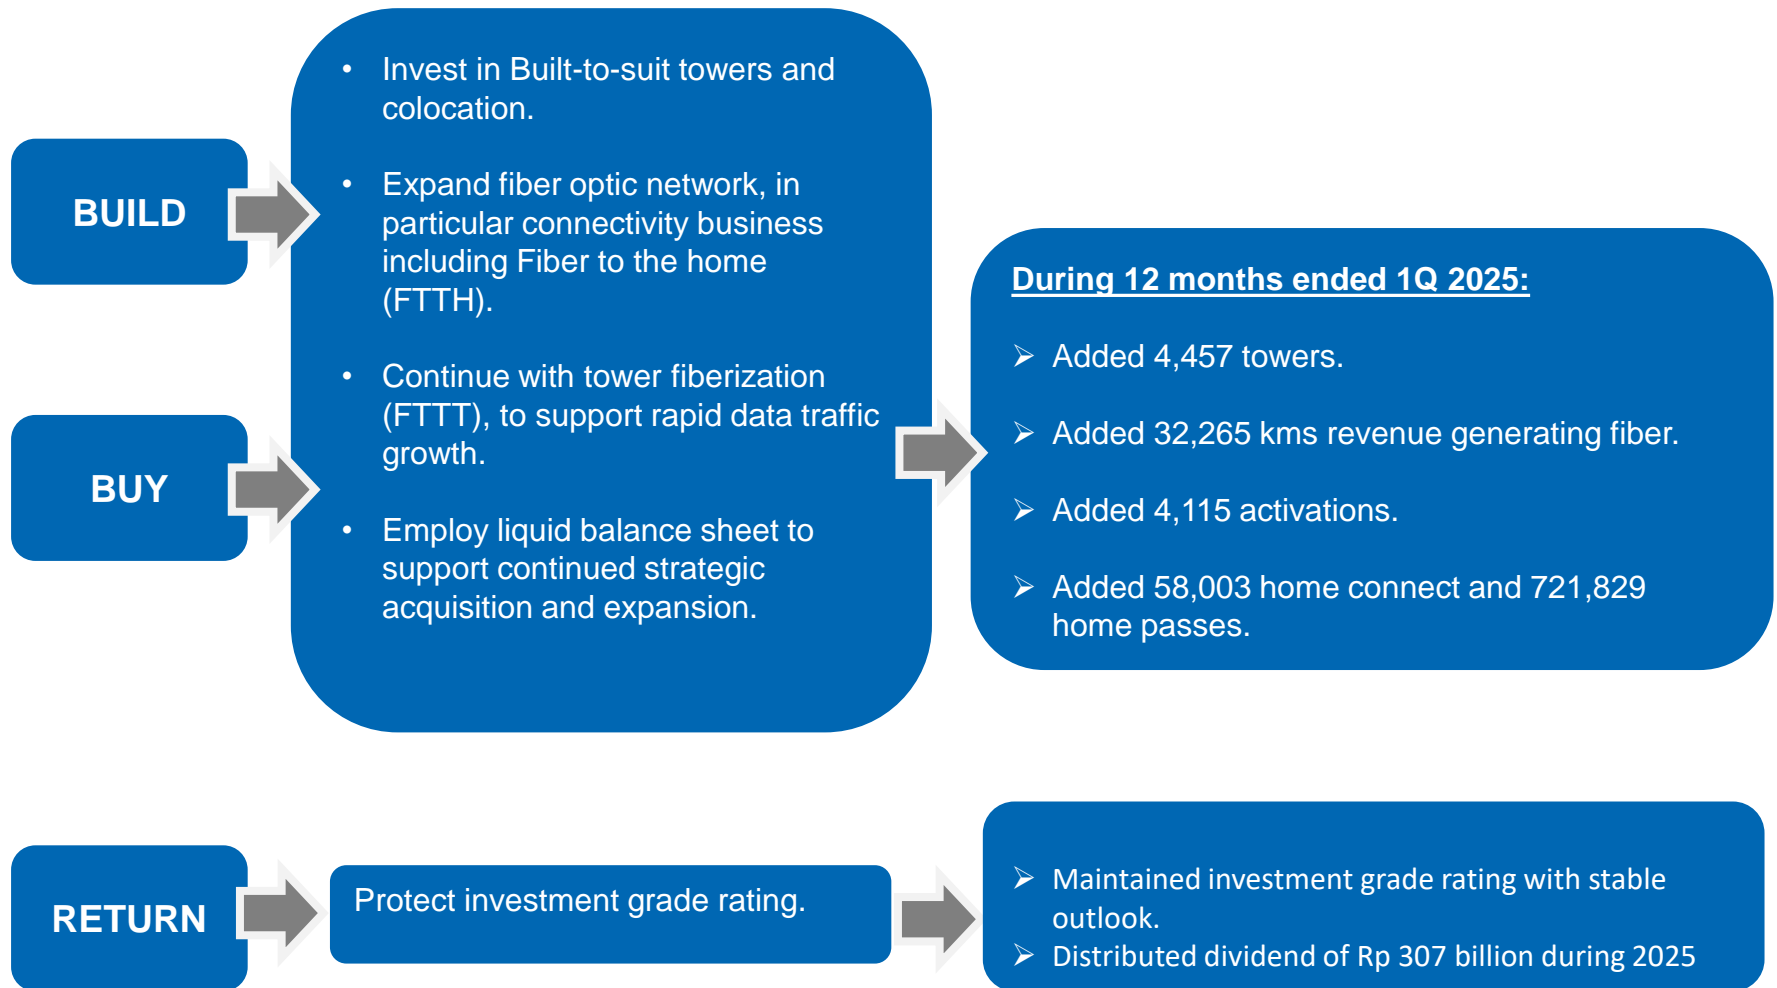 BUILD
• Invest in Built-to-suit towers and
colocation.
• Expand fiber optic network, in
particular connectivity business
including Fiber to the home
(FTTH).
BUY
• Continue with tower fiberization
(FTTT), to support rapid data traffic
growth.
• Employ liquid balance sheet to
support continued strategic
acquisition and expansion.
During 12 months ended 1Q 2025:
➢ Added 4,457 towers.
➢ Added 32,265 kms revenue generating fiber.
➢ Added 4,115 activations.
➢ Added 58,003 home connect and 721,829
home passes.
RETURN
Protect investment grade rating.
➢ Maintained investment grade rating with stable
outlook.
➢ Distributed dividend of Rp 307 billion during 2025